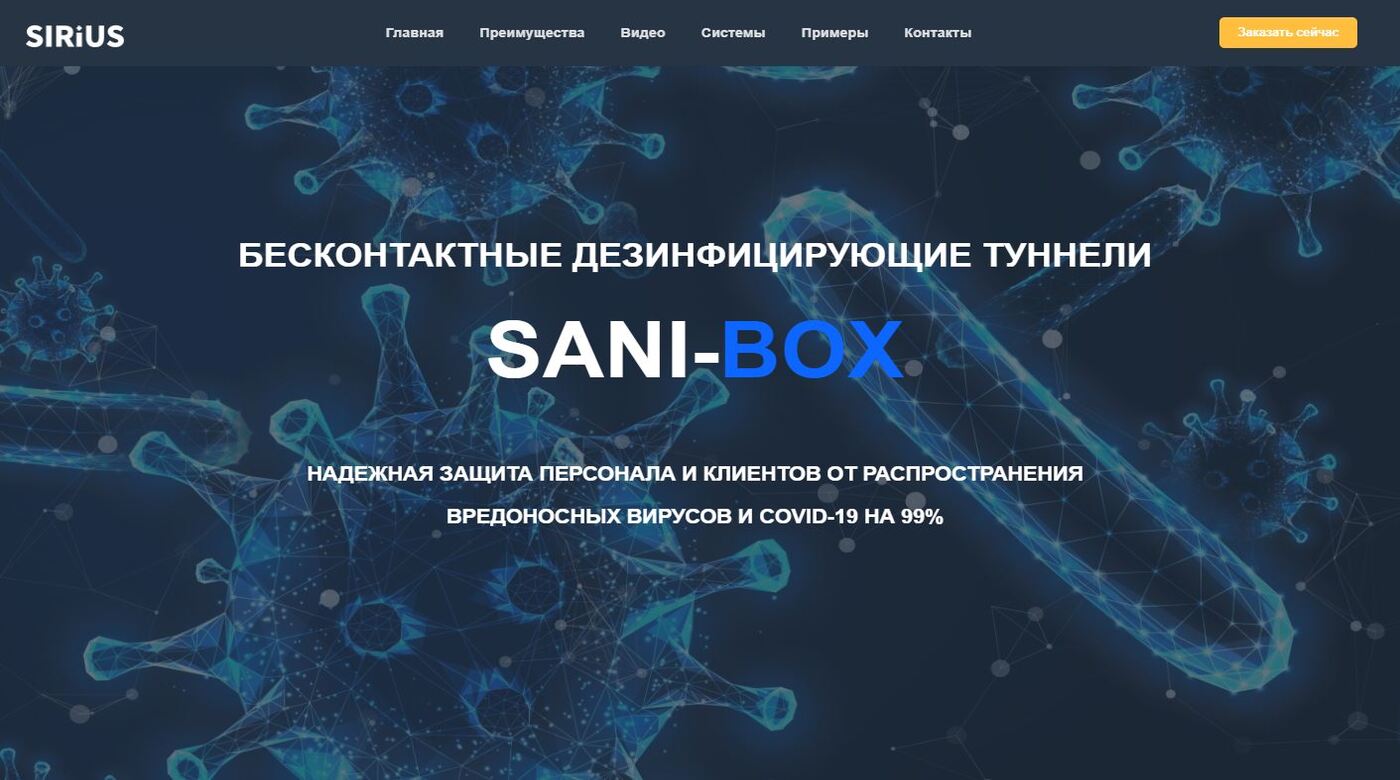 SIRiUS
Главная Преимущества Видео Системы Примеры Контакты
Заказать сейчас
БЕСКОНТАКТНЫЕ ДЕЗИНФИЦИРУЮЩИЕ ТУННЕЛИ
SANI-BOX
НАДЕЖНАЯ ЗАЩИТА ПЕРСОНАЛА И КЛИЕНТОВ ОТ РАСПРОСТРАНЕНИЯ
ВРЕДОНОСНЫХ ВИРУСОВ И COVID-19 НА 99%